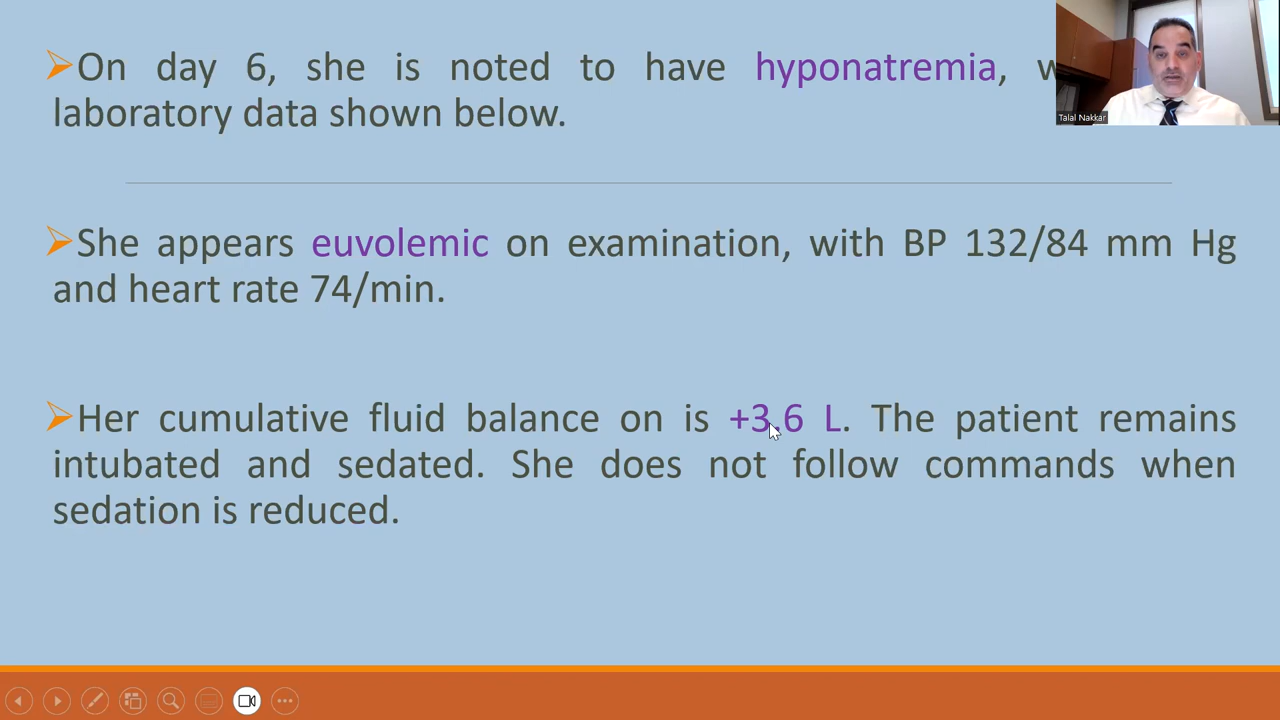 On day 6, she is noted to have hyponatremia,
laboratory data shown below.
She appears euvolemic on examination, with BP 132/84 mm Hg
and heart rate 74/min.
Her cumulative fluid balance on is +3.6 L. The patient remains
intubated and sedated. She does not follow commands when
sedation is reduced.
Talal Nakkar